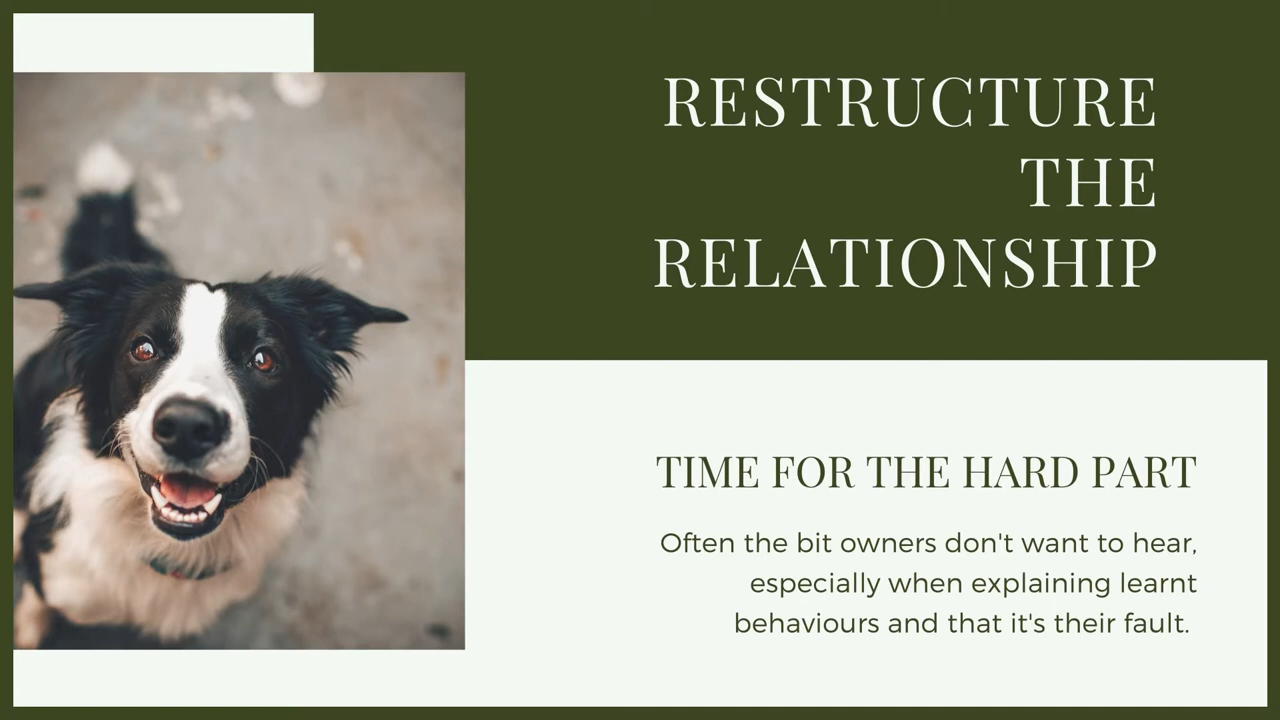 RESTRUCTURE
THE
RELATIONSHIP
TIME FOR THE HARD PART
Often the bit owners don't want to hear,
especially when explaining learnt
behaviours and that it's their fault.